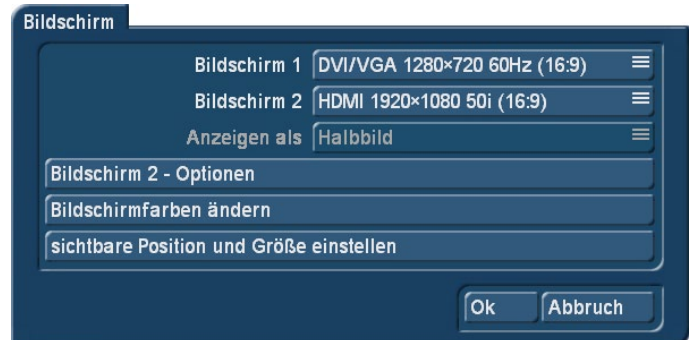 Bildschirm
Bildschirm 1 DVI/VGA 1280×720 60Hz (16:9)
Bildschirm 2 HDMI 1920×1080 50i (16:9)
Anzeigen als Halbbild
Bildschirm 2 - Optionen
Bildschirmfarben ändern
sichtbare Position und Größe einstellen
Ok Abbruch